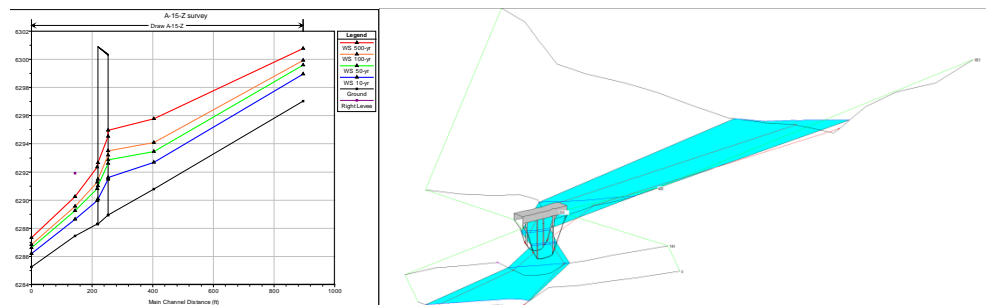 A-15-Z survey
Draw A-15-Z
6302
6300
6298
6296
6294
6292
6290
6288
6286
6284
0
200
400
600
800
1000
Main Channel Distance (ft)
Legend
WS 500-yr
WS 100-yr
WS 50-yr
WS 10-yr
Ground
Right Levee